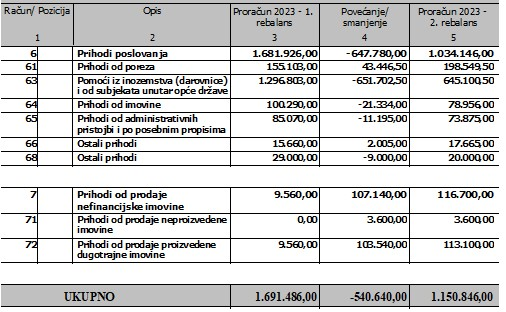 Račun/ Pozicija Opis Proračun 2023 - 1. rebalans Povećanje/ smanjenje Proračun 2023 - 2. rebalans
1 2 3 4 5
6 Prihodi poslovanja 1.681.926,00 -647.780,00 1.034.146,00
61 Prihodi od poreza 155.103,00 43.446,50 198.549,50
63 Pomoći iz inozemstva (darovnice) 1.296.803,00 -651.702,50 645.100,50
i od subjekata unutar opće države
64 Prihodi od imovine 100.290,00 -21.334,00 78.956,00
65 Prihodi od administrativnih 85.070,00 -11.195,00 73.875,00
pristojbi i po posebnim propisima
66 Ostali prihodi 15.660,00 2.005,00 17.665,00
68 Ostali prihodi 29.000,00 -9.000,00 20.000,00
7 Prihodi od prodaje 9.560,00 107.140,00 116.700,00
nefinancijske imovine
71 Prihodi od prodaje neproizvedene 0,00 3.600,00 3.600,00
imovine
72 Prihodi od prodaje proizvedene 9.560,00 103.540,00 113.100,00
dugotrajne imovine
UKUPNO 1.691.486,00 -540.640,00 1.150.846,00